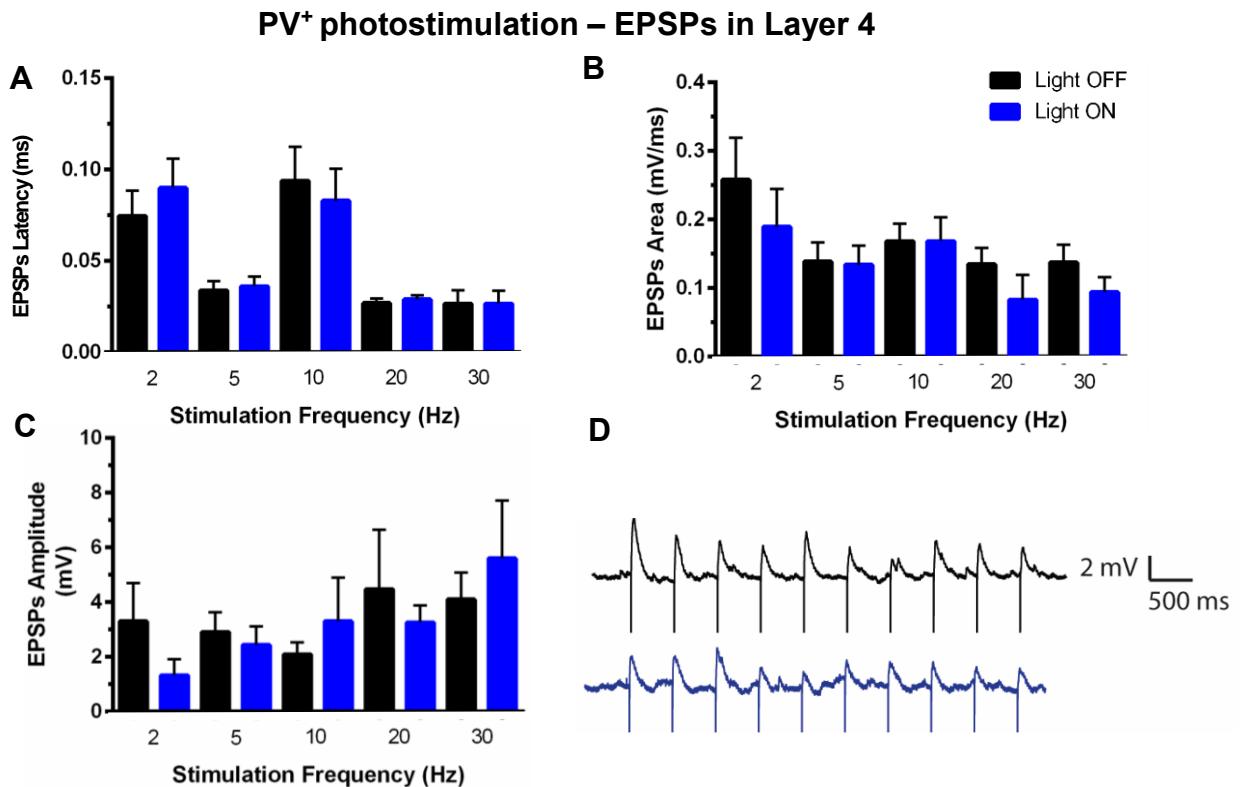 PV⁺ photostimulation – EPSPs in Layer 4
A
EPSPs Latency (ms)
0.15
0.10
0.05
0.00
2 5 10 20 30
Stimulation Frequency (Hz)
B
Light OFF
Light ON
EPSPs Area (mV/ms)
0.4
0.3
0.2
0.1
0.0
2 5 10 20 30
Stimulation Frequency (Hz)
C
EPSPs Amplitude
(mV)
10
8
6
4
2
0
2 5 10 20 30
Stimulation Frequency (Hz)
D
2 mV
500 ms